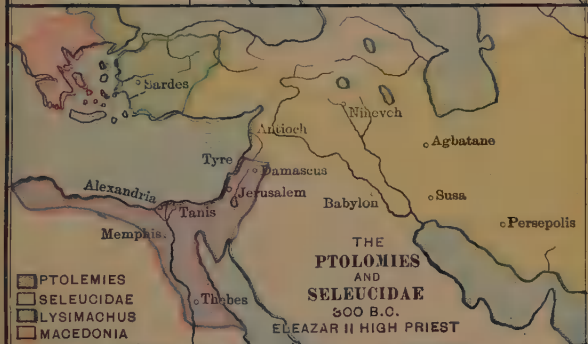 Sardes
Nineveh
Antioch
Agbatane
Tyre
Damascus
Alexandria
Jerusalem
Tanis
Babylon
Susa
Memphis
Persepolis
Thebes
THE
PTOLOMIES
AND
SELEUCIDAE
300 B.C.
ELEAZAR II HIGH PRIEST
PTOLEMIES
SELEUCIDAE
LYSIMACHUS
MACEDONIA